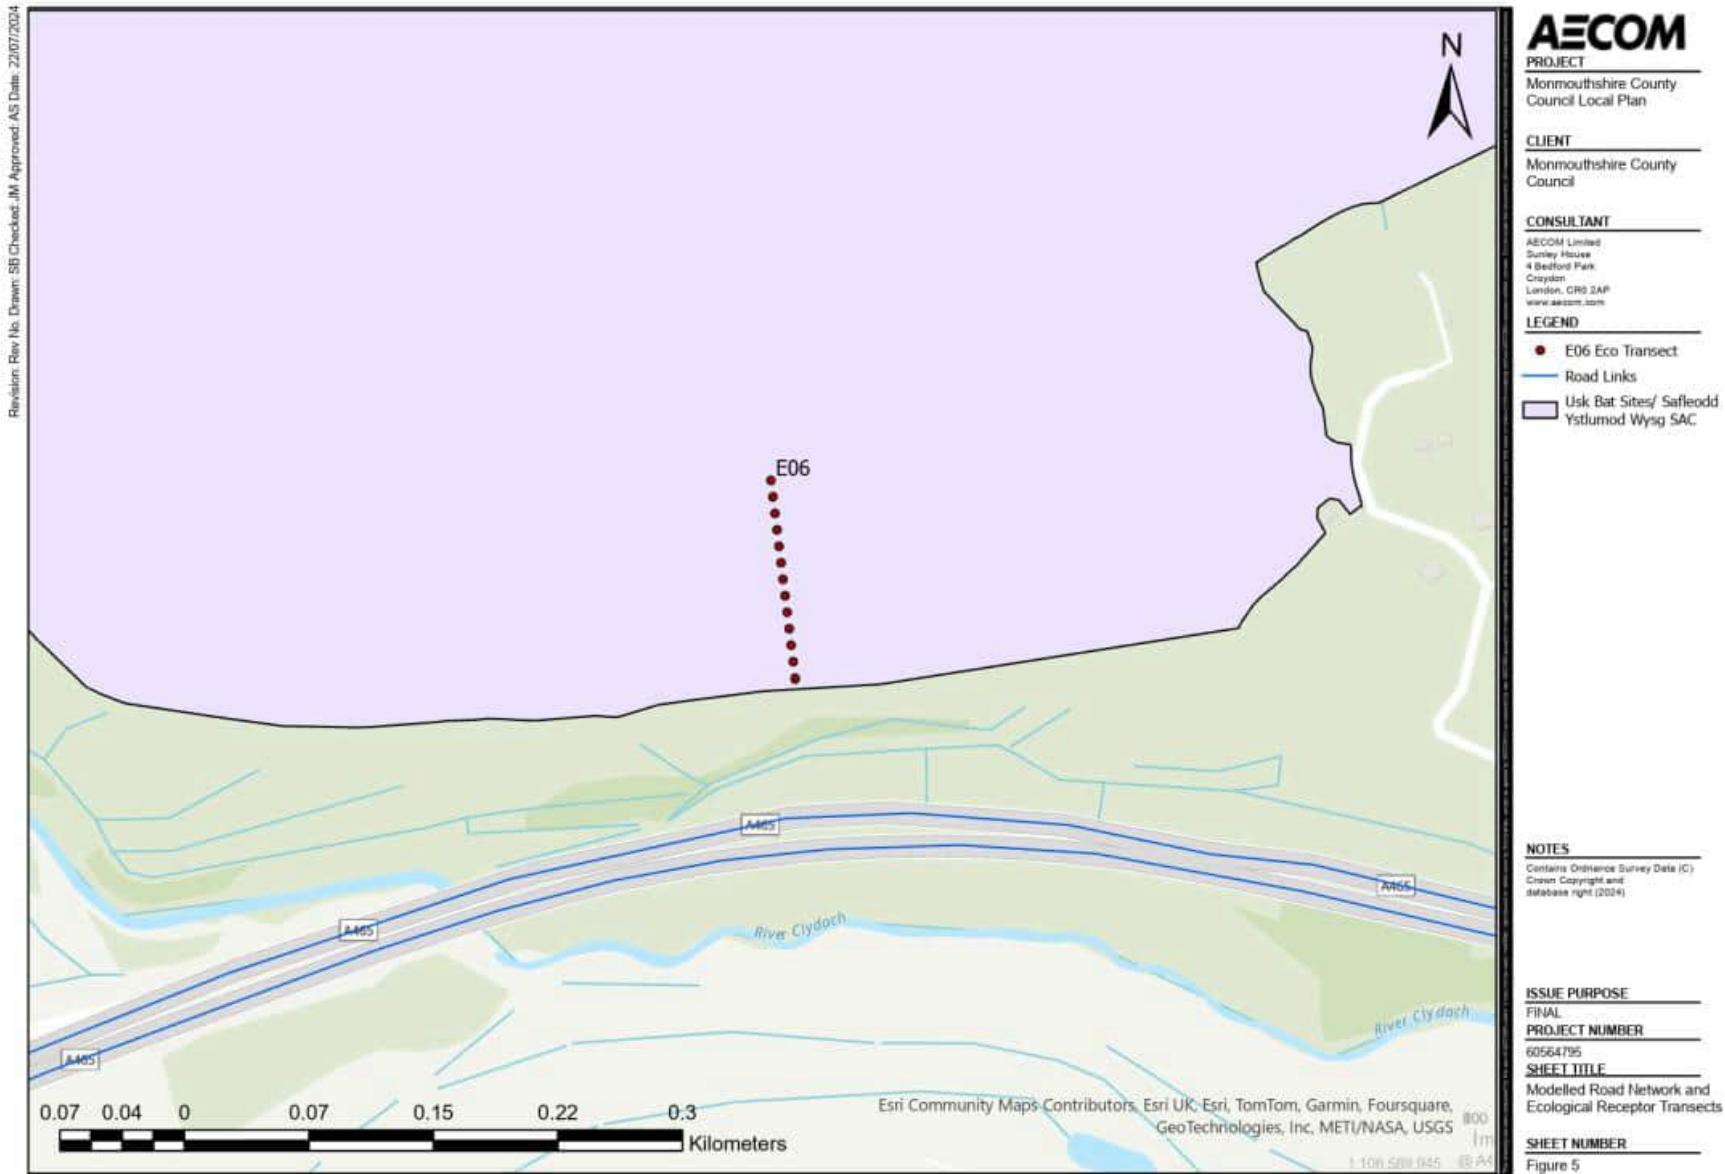 Revision: Rev No. Drawn: SB Checked: JM Approved: AS Date: 22/07/2024
N
E06
A465
A465
A465
A465
River Clydach
River Clydach
0.07 0.04 0 0.07 0.15 0.22 0.3
Kilometers
Esri Community Maps Contributors, Esri UK, Esri, TomTom, Garmin, Foursquare,
GeoTechnologies, Inc, METI/NASA, USGS
AECOM
PROJECT
Monmouthshire County
Council Local Plan
CLIENT
Monmouthshire County
Council
CONSULTANT
AECOM Limited
Sunley House
4 Bedford Park
Croydon
London, CR0 2AP
www.aecom.com
LEGEND
E06 Eco Transect
Road Links
Usk Bat Sites/ Safleodd
Ystlumod Wysg SAC
NOTES
Contains Ordnance Survey Data (C)
Crown Copyright and
database right (2024)
ISSUE PURPOSE
FINAL
PROJECT NUMBER
60564795
SHEET TITLE
Modelled Road Network and
Ecological Receptor Transects
SHEET NUMBER
Figure 5